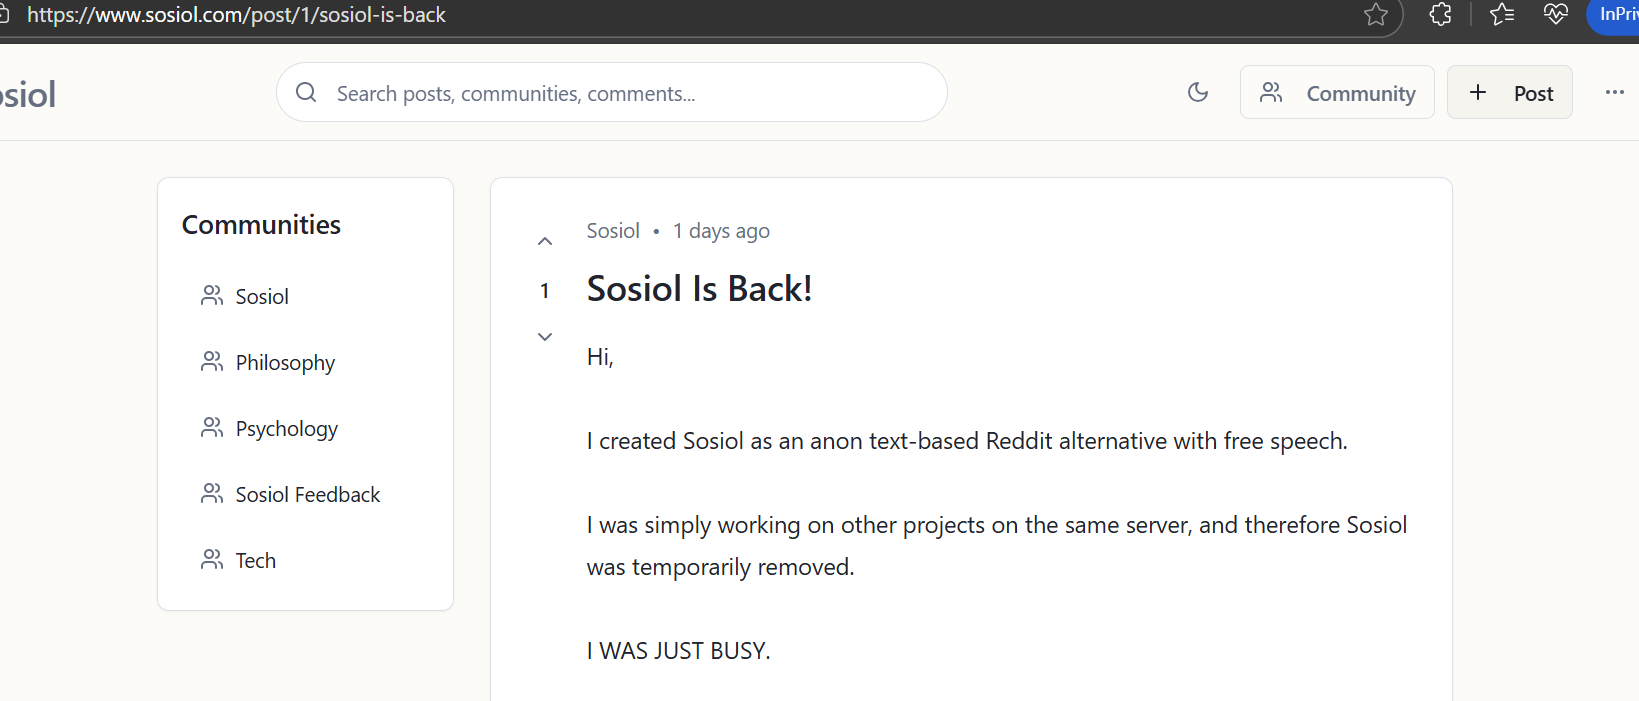 https://www.sosiol.com/post/1/sosiol-is-back
Search posts, communities, comments...
Community
+ Post
Communities
Sosiol
Philosophy
Psychology
Sosiol Feedback
Tech
Sosiol • 1 days ago
1
Sosiol Is Back!
Hi,
I created Sosiol as an anon text-based Reddit alternative with free speech.
I was simply working on other projects on the same server, and therefore Sosiol
was temporarily removed.
I WAS JUST BUSY.